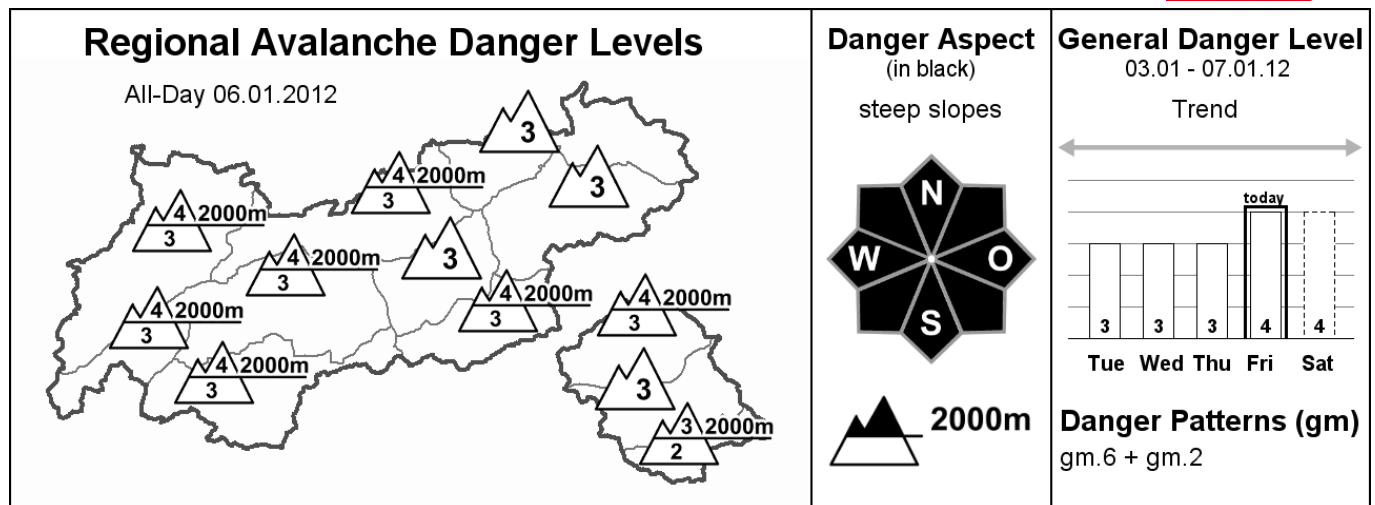 Regional Avalanche Danger Levels
All-Day 06.01.2012
3
3
4 2000m
3
4 2000m
3
3
4 2000m
3
4 2000m
3
4 2000m
3
4 2000m
3
4 2000m
3
3
3 2000m
2
Danger Aspect
(in black)
steep slopes
N
W
O
S
2000m
General Danger Level
03.01 - 07.01.12
Trend
today
3 3 3 4 4
Tue Wed Thu Fri Sat
Danger Patterns (gm)
gm.6 + gm.2